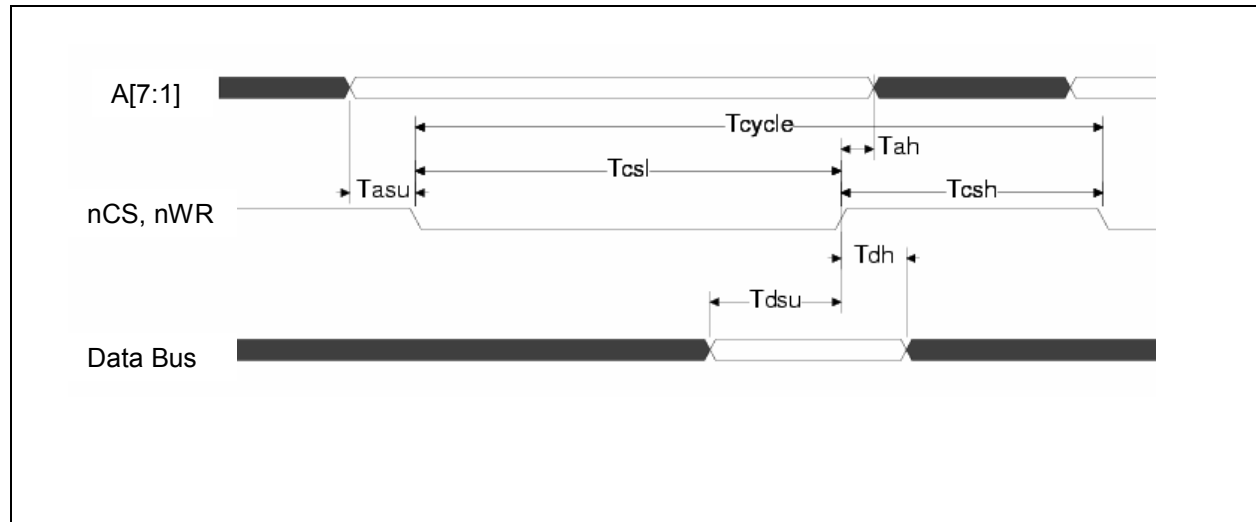 A[7:1]
Tcycle
Tah
Tcsl
Tasu
Tcsh
nCS, nWR
Tdh
Tdsu
Data Bus